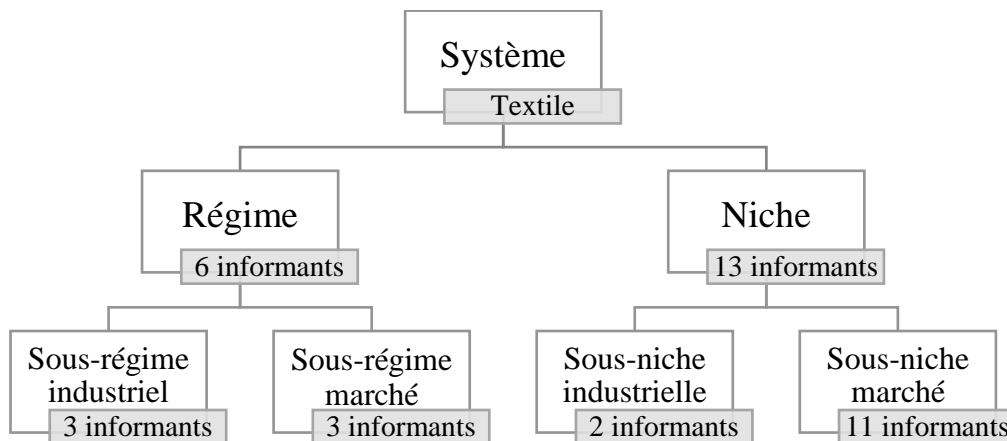 Système
Textile
Régime
6 informants
Niche
13 informants
Sous-régime
industriel
3 informants
Sous-régime
marché
3 informants
Sous-niche
industrielle
2 informants
Sous-niche
marché
11 informants